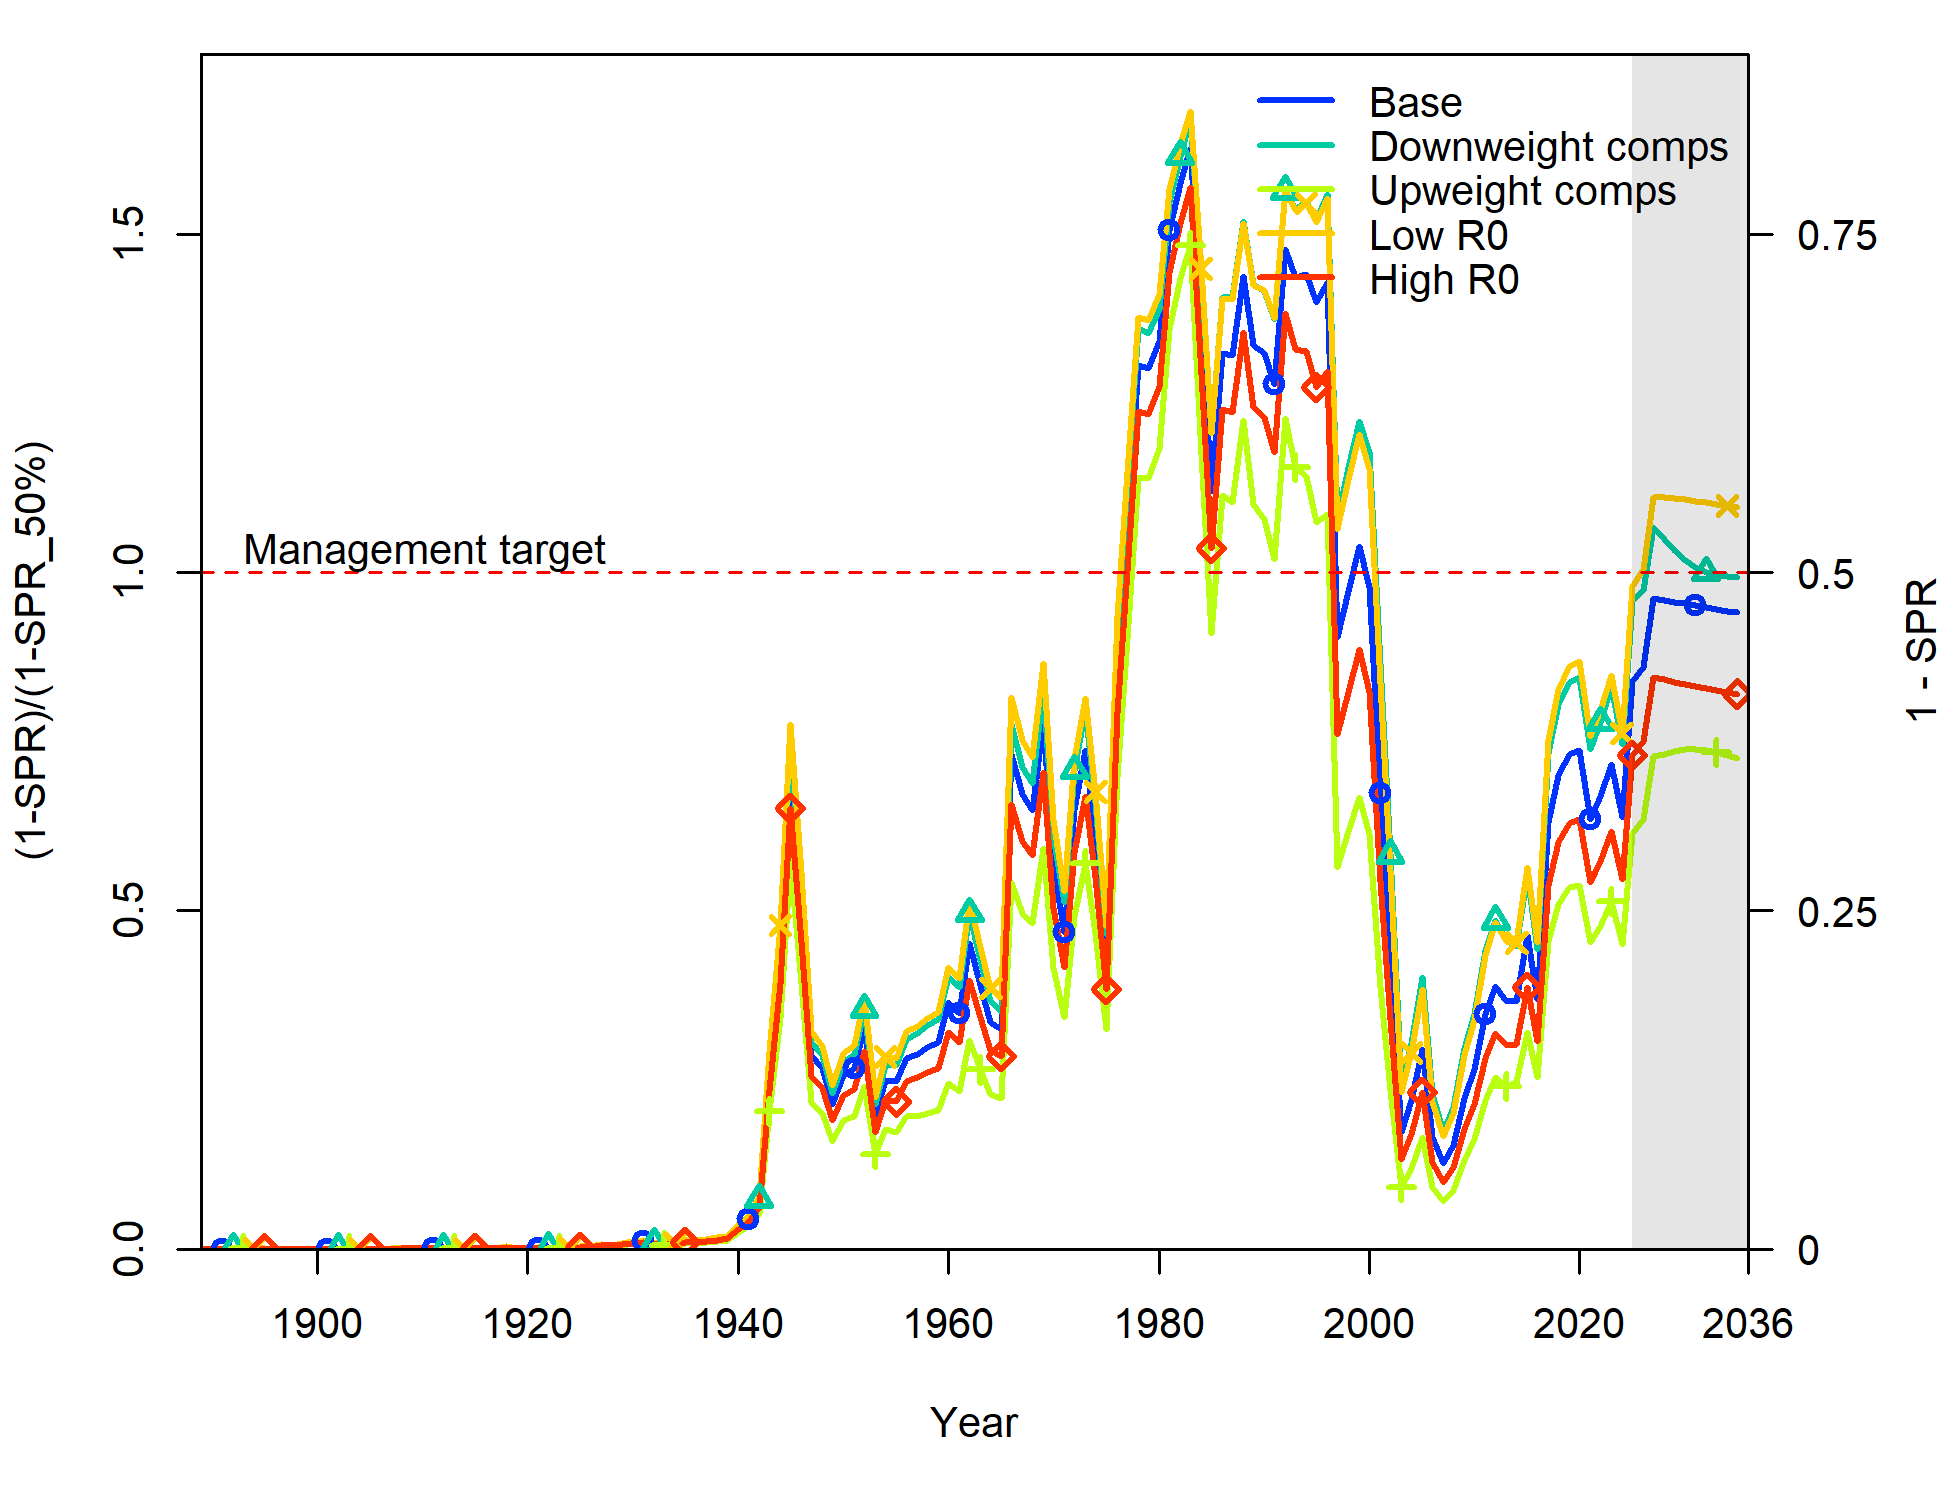 Base
Downweight comps
Upweight comps
Low R0
High R0
Management target
(1-SPR)/(1-SPR_50%)
0.0
0.5
1.0
1.5
1 - SPR
0
0.25
0.5
0.75
1900
1920
1940
1960
1980
2000
2020
2036
Year